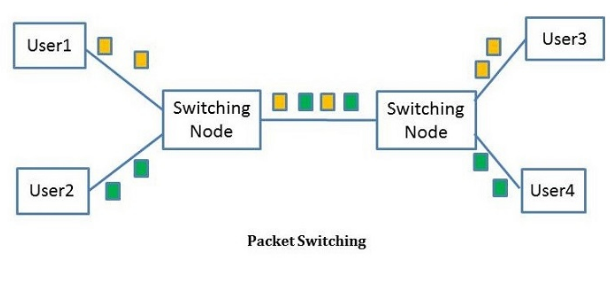 User1
User3
Switching
Node
Switching
Node
User2
User4
Packet Switching